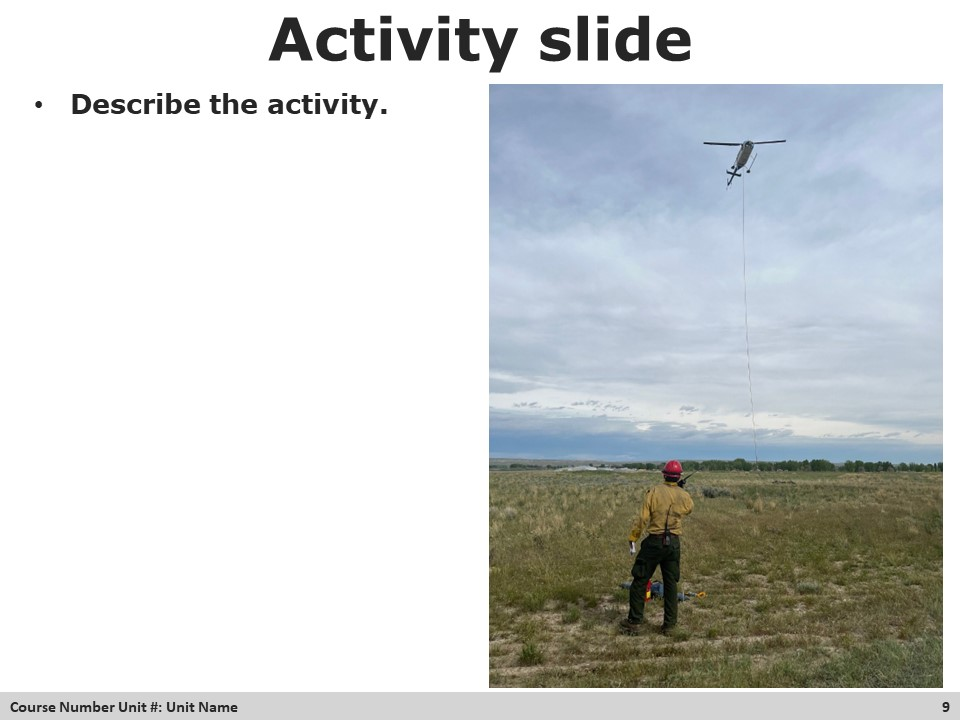 Activity slide
• Describe the activity.
Course Number Unit #: Unit Name 9